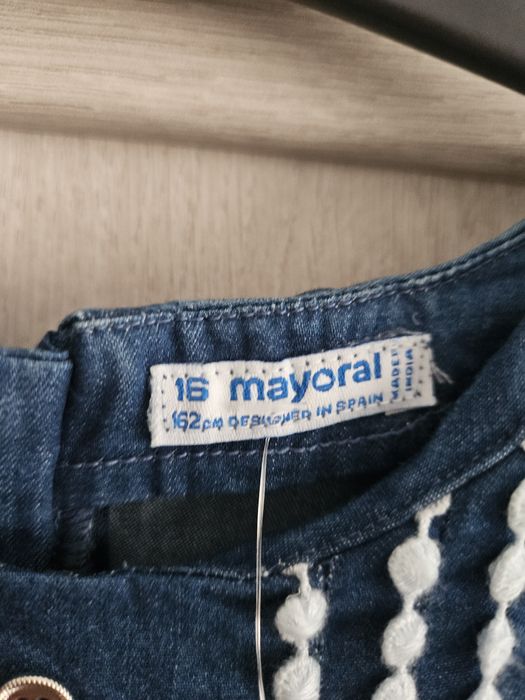 16 mayoral
162cm DESIGNED IN SPAIN
MADE IN
INDIA